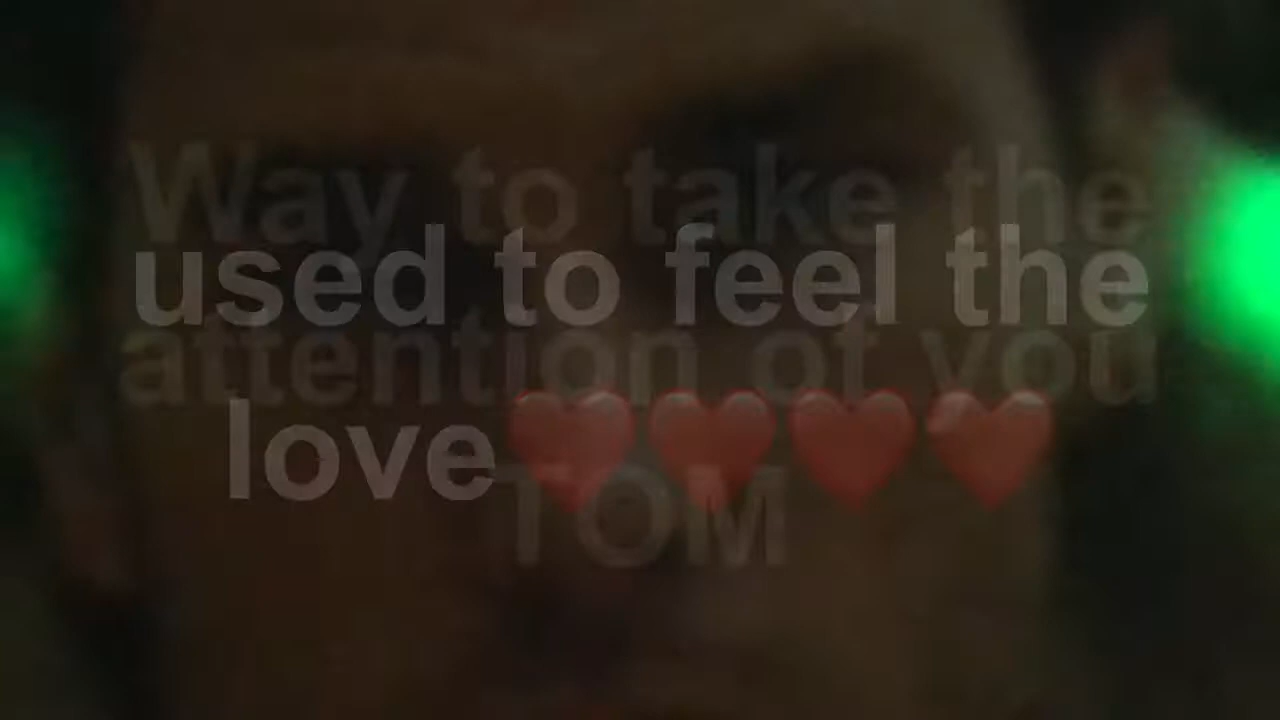 Way to take the
used to feel the
attention of you
love❤️❤️❤️❤️
TOM